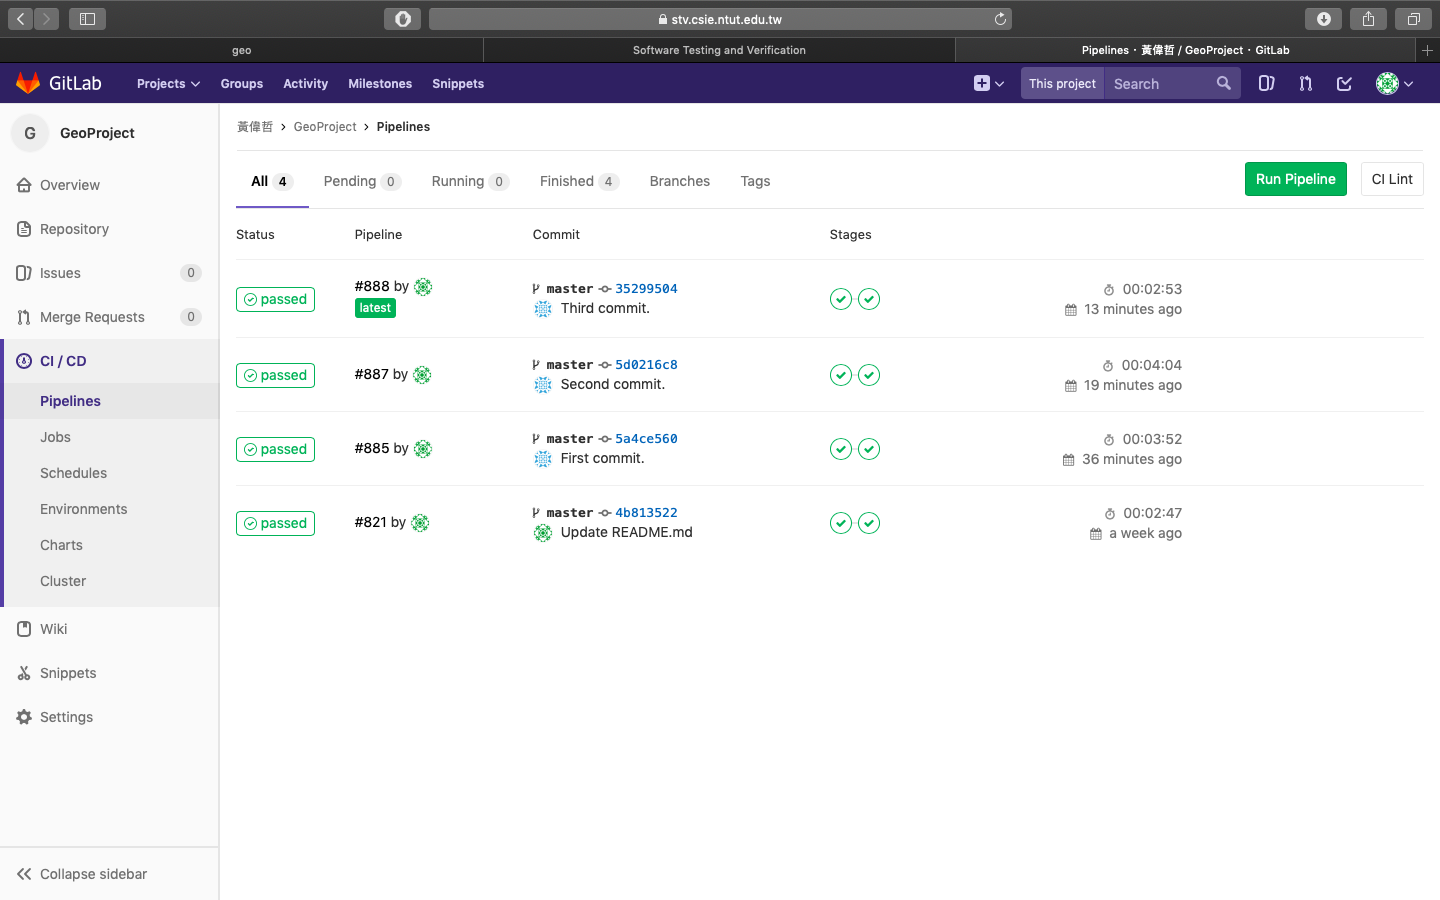 stv.csie.ntut.edu.tw
geo
Software Testing and Verification
Pipelines · 黃偉哲 / GeoProject · GitLab
GitLab
Projects
Groups
Activity
Milestones
Snippets
This project
Search
G
GeoProject
Overview
Repository
Issues 0
Merge Requests 0
CI / CD
Pipelines
Jobs
Schedules
Environments
Charts
Cluster
Wiki
Snippets
Settings
Collapse sidebar
黃偉哲 › GeoProject › Pipelines
All 4
Pending 0
Running 0
Finished 4
Branches
Tags
Run Pipeline
CI Lint
Status Pipeline Commit Stages
passed
#888 by
latest
master 35299504
Third commit.
00:02:53
13 minutes ago
passed
#887 by
master 5d0216c8
Second commit.
00:04:04
19 minutes ago
passed
#885 by
master 5a4ce560
First commit.
00:03:52
36 minutes ago
passed
#821 by
master 4b813522
Update README.md
00:02:47
a week ago